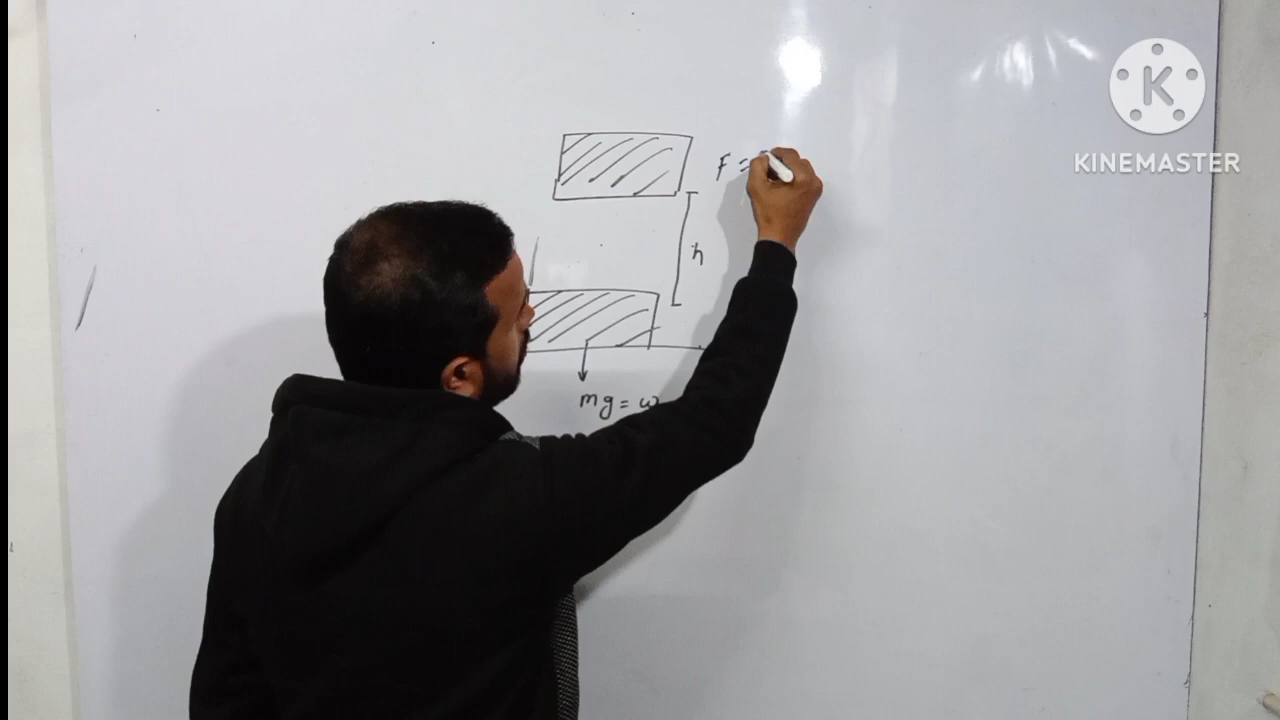 K
KINEMASTER
F =
h
mg = w